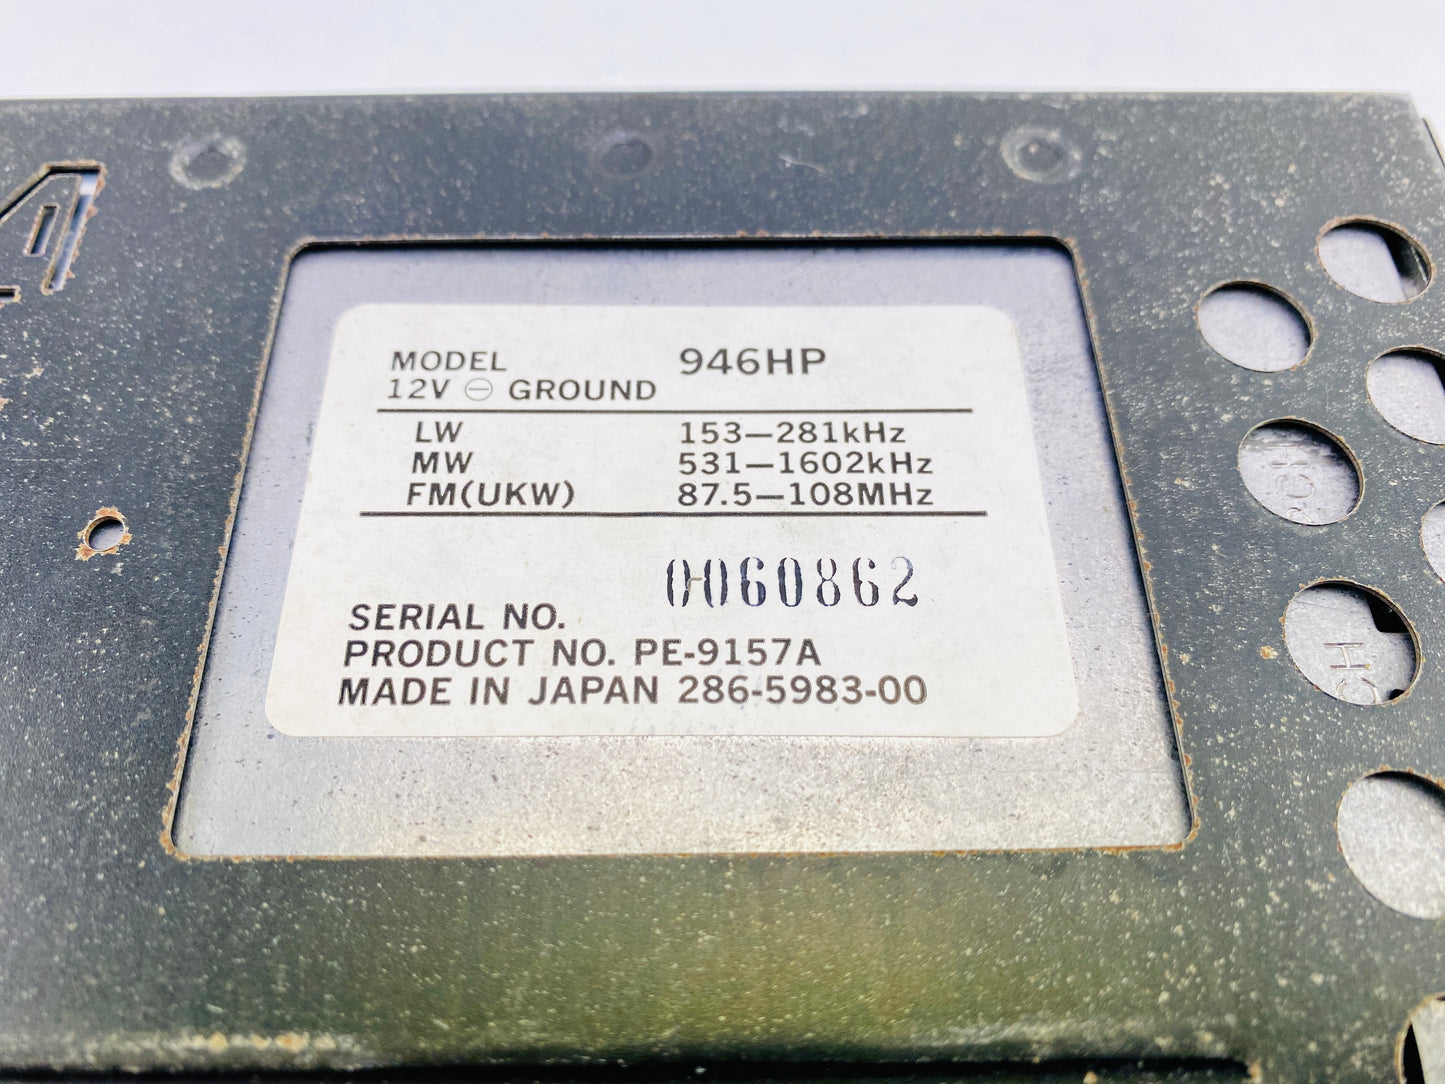 MODEL 946HP
12V ⊖ GROUND
LW 153–281kHz
MW 531–1602kHz
FM(UKW) 87.5–108MHz
0060862
SERIAL NO.
PRODUCT NO. PE-9157A
MADE IN JAPAN 286-5983-00
CH